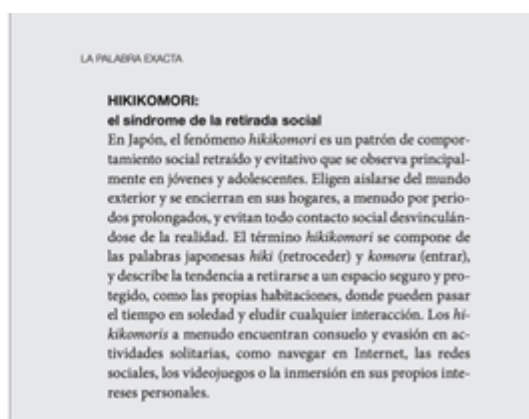 LA PALABRA EXACTA
HIKIKOMORI:
el síndrome de la retirada social
En Japón, el fenómeno hikikomori es un patrón de compor-
tamiento social retraído y evitativo que se observa principal-
mente en jóvenes y adolescentes. Eligen aislarse del mundo
exterior y se encierran en sus hogares, a menudo por perio-
dos prolongados, y evitan todo contacto social desvinculán-
dose de la realidad. El término hikikomori se compone de
las palabras japonesas hiki (retroceder) y komoru (entrar),
y describe la tendencia a retirarse a un espacio seguro y pro-
tegido, como las propias habitaciones, donde pueden pasar
el tiempo en soledad y eludir cualquier interacción. Los hi-
kikomoris a menudo encuentran consuelo y evasión en ac-
tividades solitarias, como navegar en Internet, las redes
sociales, los videojuegos o la inmersión en sus propios inte-
reses personales.